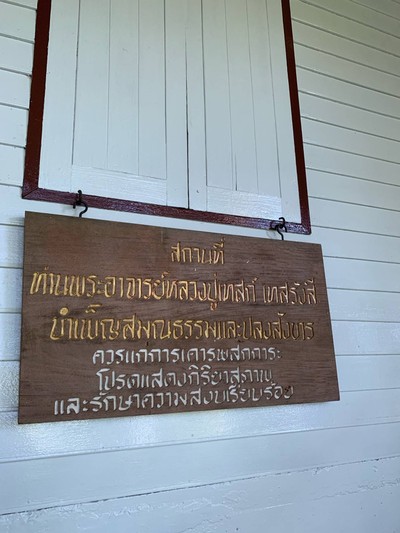 สถานที่
ท่านพระอาจารย์หลวงปู่เทสก์ เทสรังสี
บำเพ็ญสมณธรรมและปลงสังขาร
ควรแก่การเคารพสักการะ
โปรดแสดงกิริยาสุภาพ
และรักษาความสงบเรียบร้อย